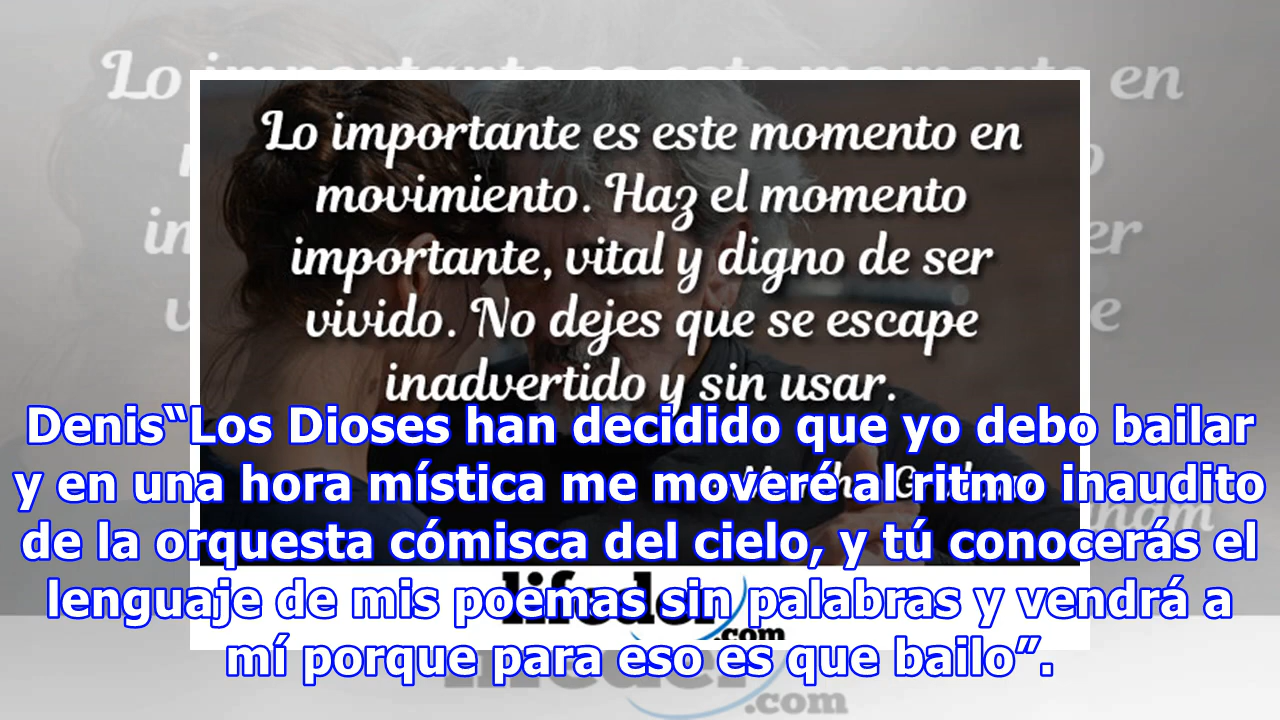 Lo importante es este momento en
movimiento. Haz el momento
importante, vital y digno de ser
vivido. No dejes que se escape
inadvertido y sin usar.
Denis“Los Dioses han decidido que yo debo bailar
y en una hora mística me moveré al ritmo inaudito
de la orquesta cómisca del cielo, y tú conocerás el
lenguaje de mis poemas sin palabras y vendrá a
mí porque para eso es que bailo”.
lifeder
.com